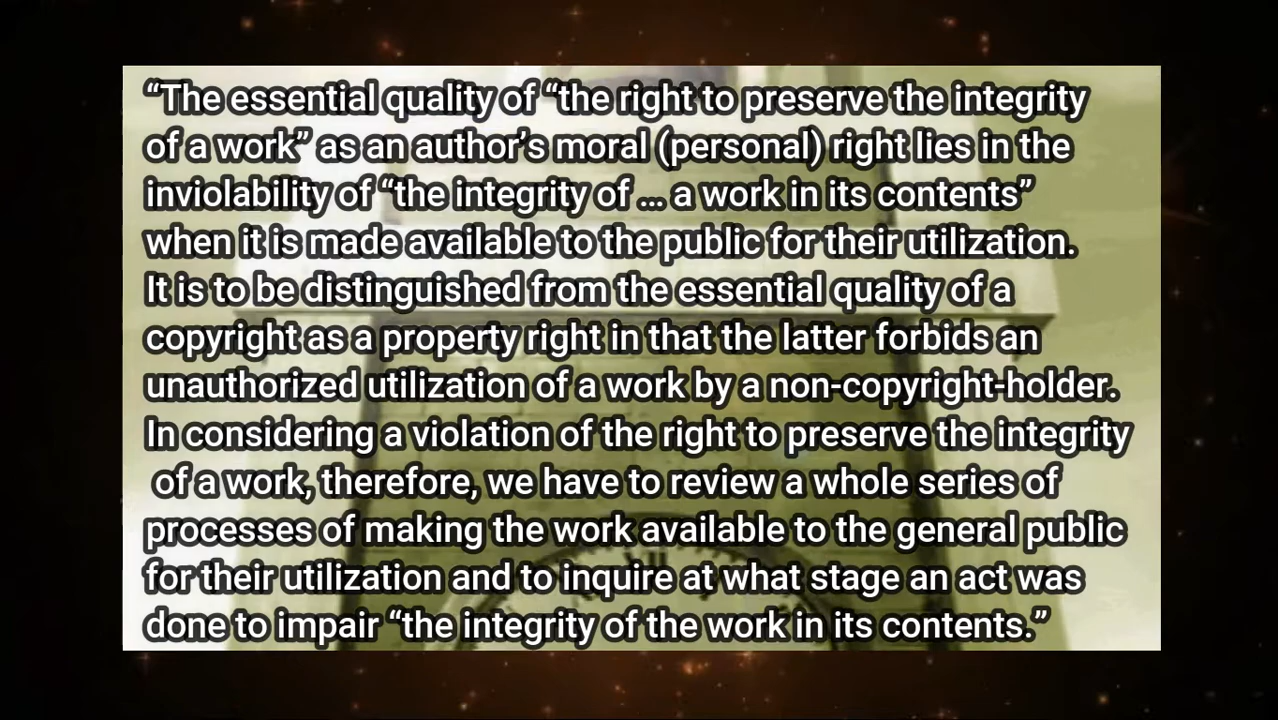 “The essential quality of “the right to preserve the integrity
of a work” as an author’s moral (personal) right lies in the
inviolability of “the integrity of ... a work in its contents”
when it is made available to the public for their utilization.
It is to be distinguished from the essential quality of a
copyright as a property right in that the latter forbids an
unauthorized utilization of a work by a non-copyright-holder.
In considering a violation of the right to preserve the integrity
of a work, therefore, we have to review a whole series of
processes of making the work available to the general public
for their utilization and to inquire at what stage an act was
done to impair “the integrity of the work in its contents.”